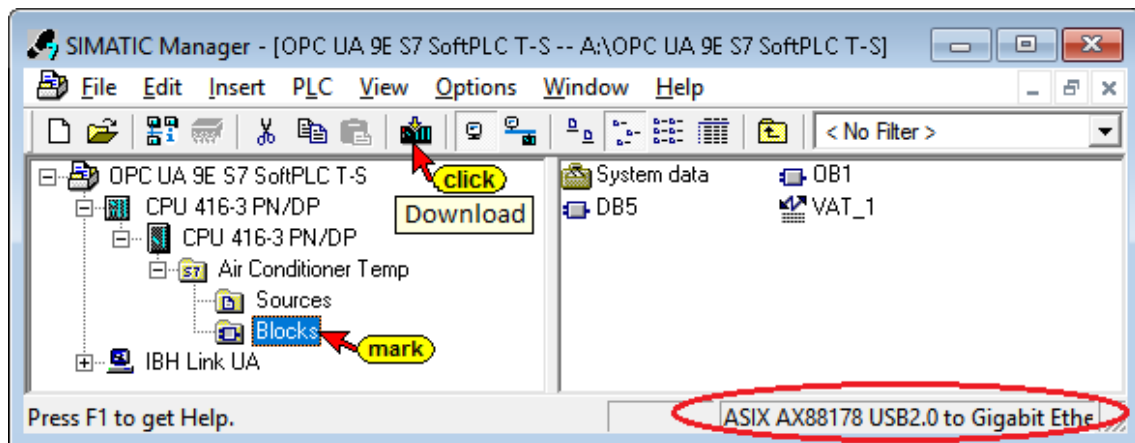 SIMATIC Manager - [OPC UA 9E S7 SoftPLC T-S -- A:\OPC UA 9E S7 SoftPLC T-S]
File Edit Insert PLC View Options Window Help
< No Filter >
OPC UA 9E S7 SoftPLC T-S
click
CPU 416-3 PN/DP
Download
CPU 416-3 PN/DP
S7 Air Conditioner Temp
Sources
Blocks
mark
IBH Link UA
System data
OB1
DB5
VAT_1
Press F1 to get Help.
ASIX AX88178 USB2.0 to Gigabit Ethe